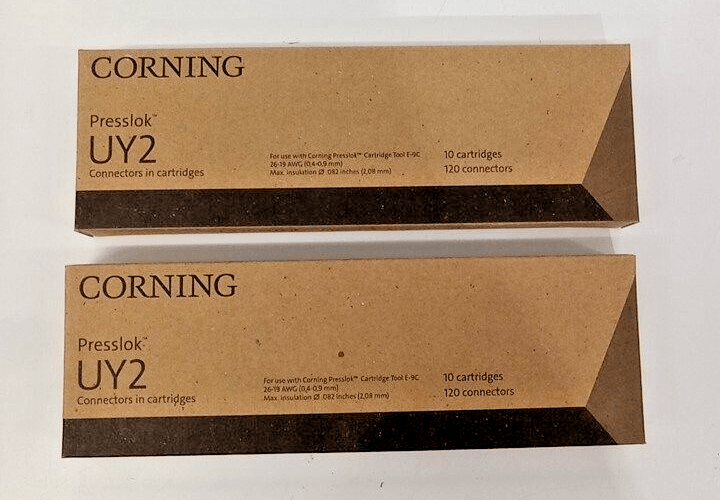 CORNING
Presslok™
UY2
Connectors in cartridges
For use with Corning Presslok™ Cartridge Tool E-9C
26-19 AWG (0,4-0,9 mm)
Max. insulation Ø .082 inches (2,08 mm)
10 cartridges
120 connectors
CORNING
Presslok™
UY2
Connectors in cartridges
For use with Corning Presslok™ Cartridge Tool E-9C
26-19 AWG (0,4-0,9 mm)
Max. insulation Ø .082 inches (2,08 mm)
10 cartridges
120 connectors